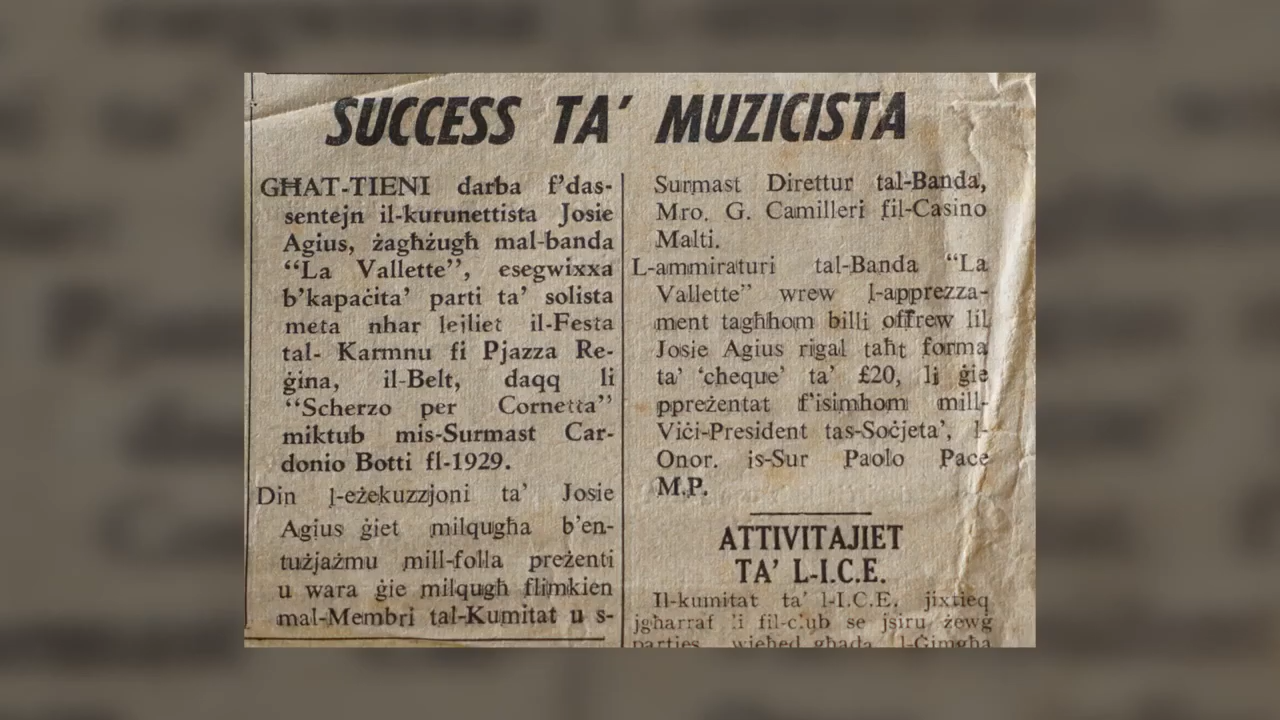 SUCCESS TA' MUZICISTA
GĦAT-TIENI darba f'das-
sentejn il-kurunettista Josie
Agius, żagħżugħ mal-banda
“La Vallette”, esegwixxa
b'kapaċita' parti ta' solista
meta nhar lejliet il-Festa
tal- Karmnu fi Pjazza Re-
ġina, il-Belt, daqq li
“Scherzo per Cornetta”
miktub mis-Surmast Car-
donio Botti fl-1929.
Din l-eżekuzzjoni ta' Josie
Agius ġiet milqugħa b'en-
tużjażmu mill-folla preżenti
u wara ġie milqugħ flimkien
mal-Membri tal-Kumitat u s-
Surmast Direttur tal-Banda,
Mro. G. Camilleri fil-Casino
Malti.
L-ammiraturi tal-Banda “La
Vallette” wrew l-apprezza-
ment tagħhom billi offrew lil
Josie Agius rigal taħt forma
ta' ‘cheque’ ta' £20, li ġie
ppreżentat f'isimhom mill-
Viċi-President tas-Soċjeta', l-
Onor. is-Sur Paolo Pace
M.P.
ATTIVITAJIET
TA' L-I.C.E.
Il-kumitat ta' l-I.C.E. jixtieq
jgħarraf li fil-club se jsiru żewġ
parties wieħed għada l-Ġimgħa